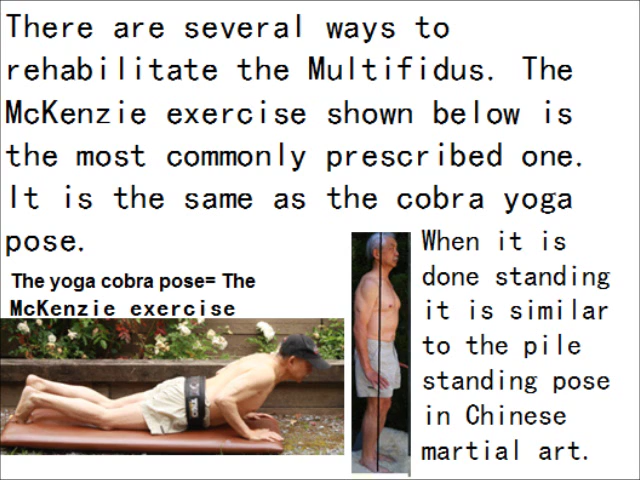 There are several ways to
rehabilitate the Multifidus. The
McKenzie exercise shown below is
the most commonly prescribed one.
It is the same as the cobra yoga
pose.
The yoga cobra pose= The
McKenzie exercise
When it is
done standing
it is similar
to the pile
standing pose
in Chinese
martial art.